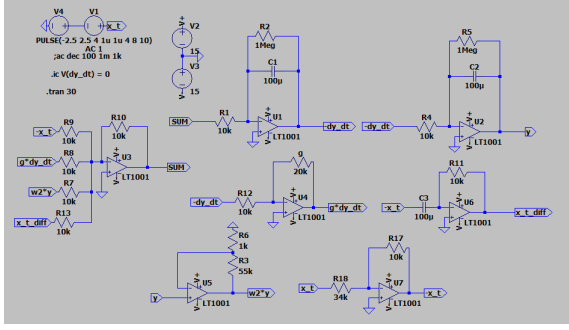 V4
V1
x_t
PULSE(-2.5 2.5 4 1u 1u 4 8 10)
AC 1
;ac dec 100 1m 1k
.ic V(dy_dt) = 0
.tran 30
V+
V2
15
V3
15
V-
R2
1Meg
C1
100µ
SUM
R1
10k
V+
U1
V-
LT1001
-dy_dt
R5
1Meg
C2
100µ
-dy_dt
R4
10k
V+
U2
V-
LT1001
y
-x_t
R9
10k
g*dy_dt
R8
10k
w2*y
R7
10k
x_t_diff
R13
10k
R10
10k
V+
U3
V-
LT1001
SUM
g
20k
-dy_dt
R12
10k
V+
U4
V-
LT1001
g*dy_dt
R11
10k
-x_t
C3
100µ
V+
U6
V-
LT1001
x_t_diff
R6
1k
R3
55k
y
V+
U5
V-
LT1001
w2*y
R17
10k
x_t
R18
34k
V+
U7
V-
LT1001
-x_t